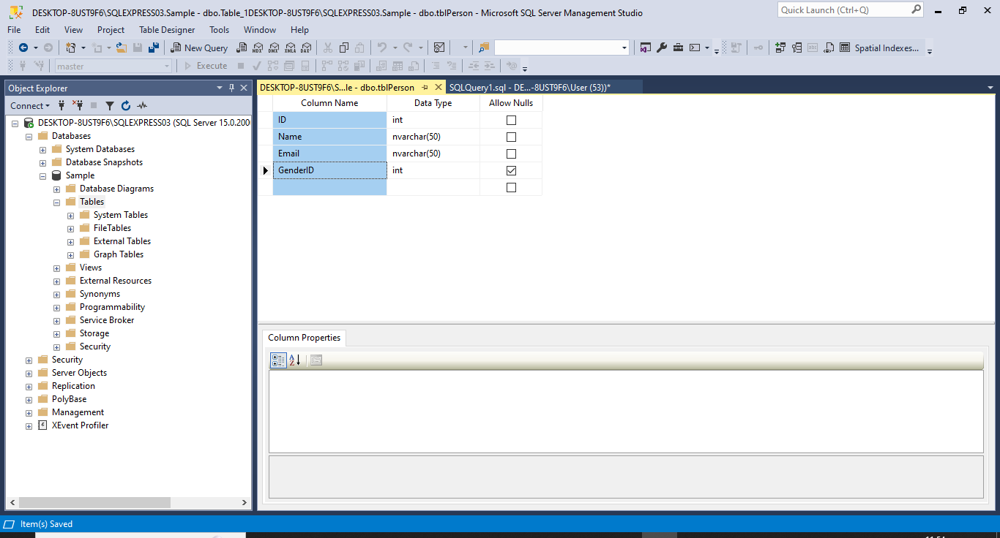 DESKTOP-8UST9F6\SQLEXPRESS03.Sample - dbo.Table_1DESKTOP-8UST9F6\SQLEXPRESS03.Sample - dbo.tblPerson - Microsoft SQL Server Management Studio
Quick Launch (Ctrl+Q)
File Edit View Project Table Designer Tools Window Help
New Query MDX DMX XMLA DAX Spatial Indexes...
master Execute
Object Explorer
Connect
DESKTOP-8UST9F6\SQLEXPRESS03 (SQL Server 15.0.200
Databases
System Databases
Database Snapshots
Sample
Database Diagrams
Tables
System Tables
FileTables
External Tables
Graph Tables
Views
External Resources
Synonyms
Programmability
Service Broker
Storage
Security
Security
Server Objects
Replication
PolyBase
Management
XEvent Profiler
DESKTOP-8UST9F6\S...le - dbo.tblPerson SQLQuery1.sql - DE...-8UST9F6\User (53))*
Column Name Data Type Allow Nulls
ID int
Name nvarchar(50)
Email nvarchar(50)
GenderID int
Column Properties
Item(s) Saved